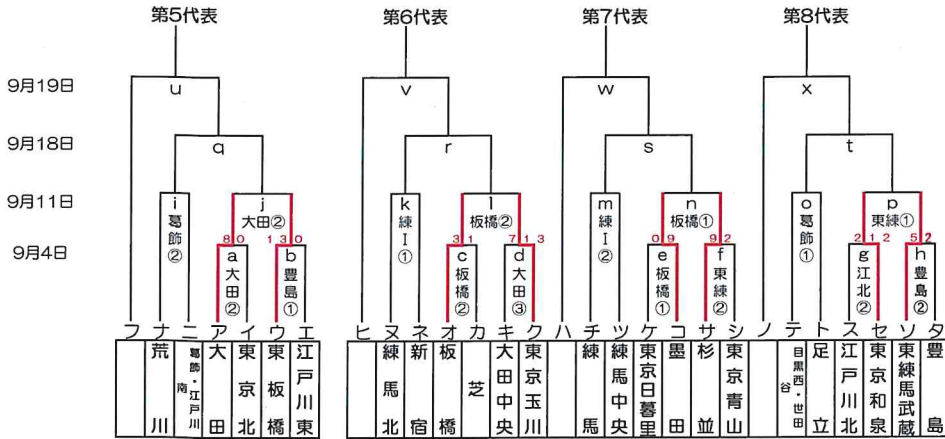 第5代表 第6代表 第7代表 第8代表
9月19日 u v w x
9月18日 q r s t
9月11日 i 葛飾② j 大田② k 練Ⅰ① l 板橋② m 練Ⅰ② n 板橋① o 葛飾① p 東練①
8 0 1 3 0 3 1 7 1 3 0 9 9 2 2 1 2 5 2
9月4日 a 大田② b 豊島① c 板橋② d 大田③ e 板橋① f 東練② g 江北② h 豊島②
フ ナ ニ ア イ ウ エ ヒ ヌ ネ オ カ キ ク ハ チ ツ ケ コ サ シ ノ テ ト ス セ ソ タ
荒川
葛飾・江戸川南
大田
東京北
東板橋
江戸川東
練馬北
新宿
板橋
芝
大田中央
東京玉川
練馬
練馬中央
東京日暮里
墨田
杉並
東京青山
目黒西・世田谷
足立
江戸川北
東京和泉
東練馬武蔵
豊島